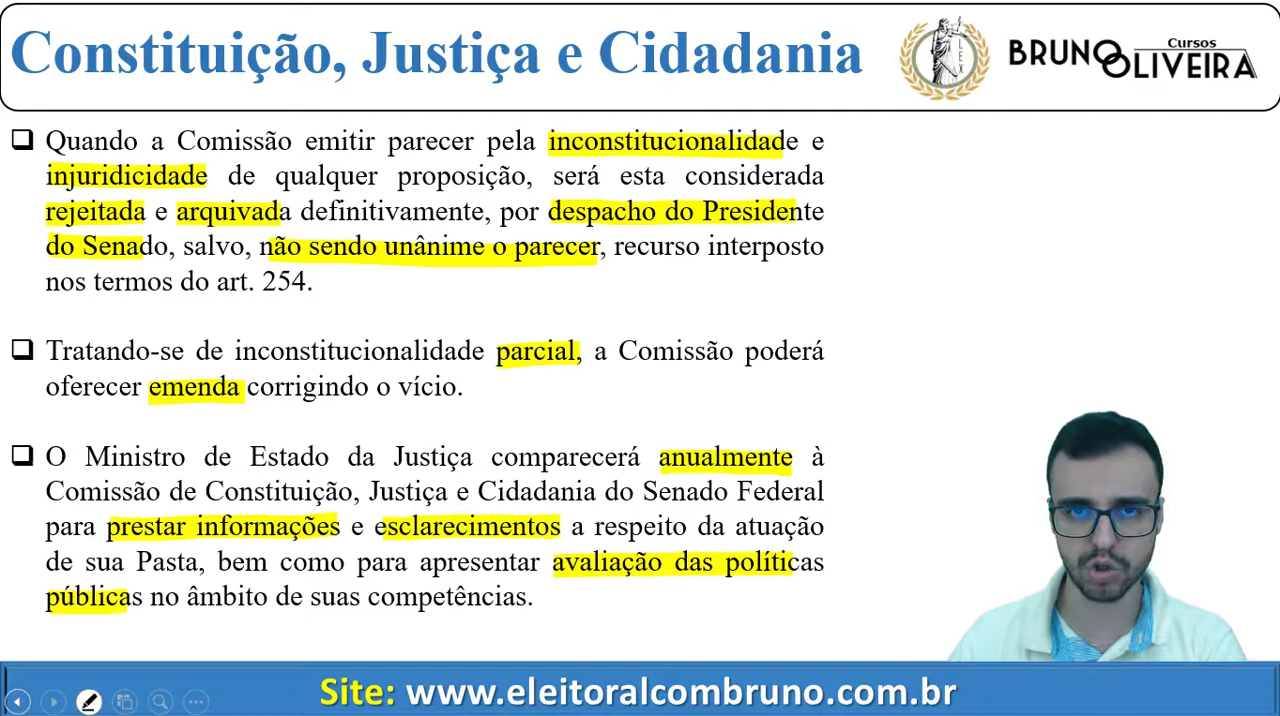 Constituição, Justiça e Cidadania
LEX
BRUNO
Cursos
OLIVEIRA
Quando a Comissão emitir parecer pela inconstitucionalidade e
injuridicidade de qualquer proposição, será esta considerada
rejeitada e arquivada definitivamente, por despacho do Presidente
do Senado, salvo, não sendo unânime o parecer, recurso interposto
nos termos do art. 254.
Tratando-se de inconstitucionalidade parcial, a Comissão poderá
oferecer emenda corrigindo o vício.
O Ministro de Estado da Justiça comparecerá anualmente à
Comissão de Constituição, Justiça e Cidadania do Senado Federal
para prestar informações e esclarecimentos a respeito da atuação
de sua Pasta, bem como para apresentar avaliação das políticas
públicas no âmbito de suas competências.
Site: www.eleitoralcombruno.com.br